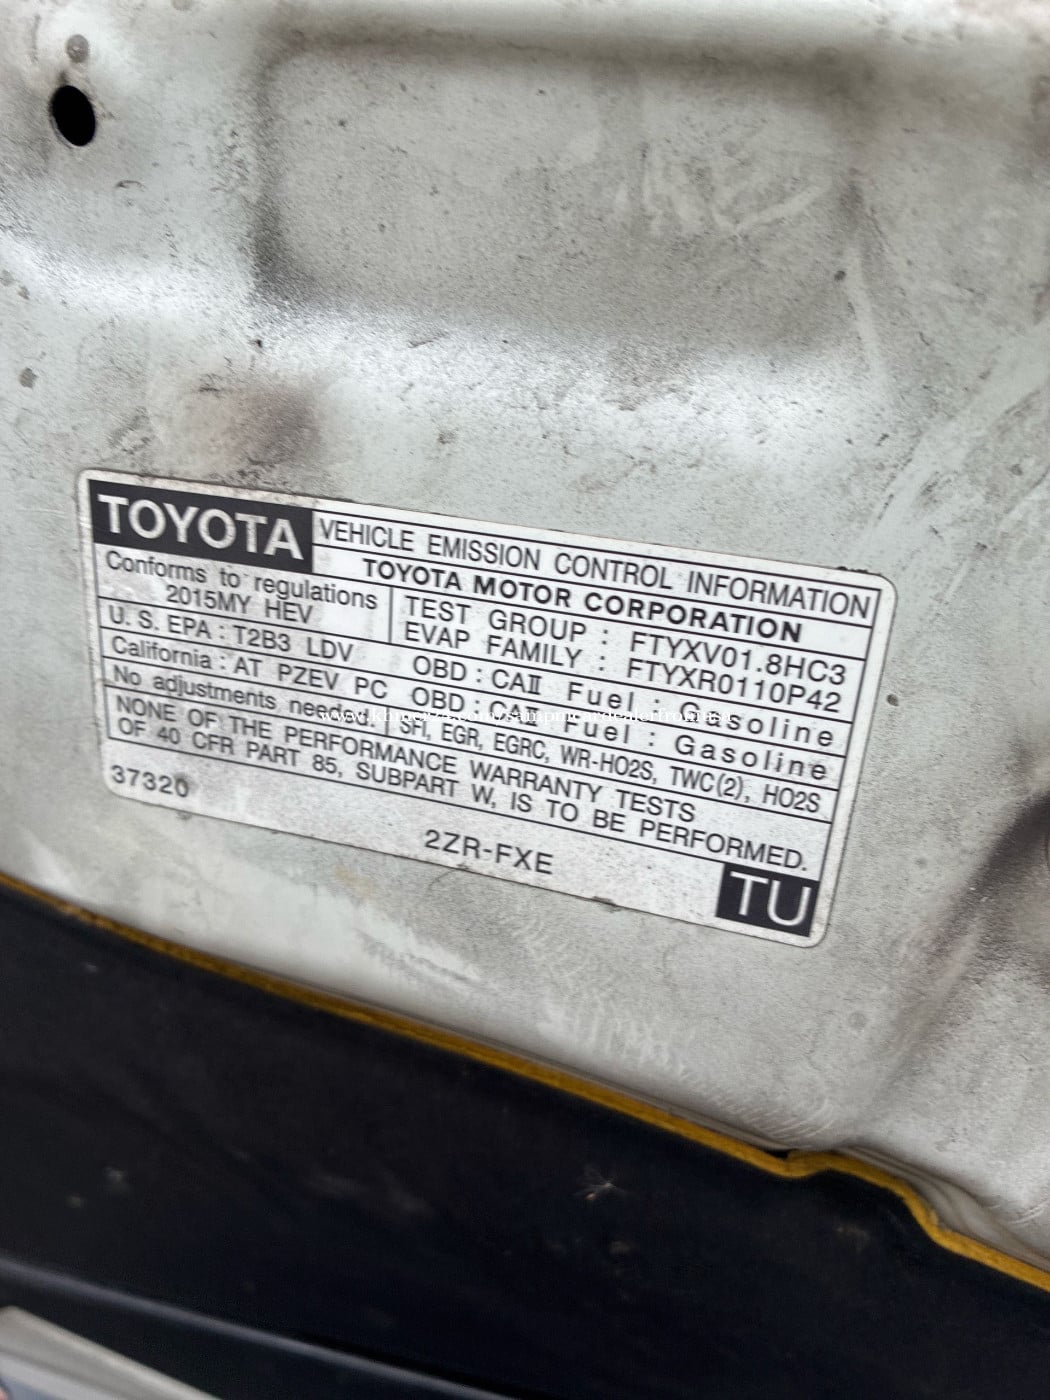 TOYOTA VEHICLE EMISSION CONTROL INFORMATION
TOYOTA MOTOR CORPORATION
Conforms to regulations
2015MY HEV
TEST GROUP : FTYXV01.8HC3
EVAP FAMILY : FTYXR0110P42
U. S. EPA : T2B3 LDV OBD : CAⅡ Fuel : Gasoline
California : AT PZEV PC OBD : CAⅡ Fuel : Gasoline
No adjustments needed SFI, EGR, EGRC, WR-HO2S, TWC(2), HO2S
NONE OF THE PERFORMANCE WARRANTY TESTS
OF 40 CFR PART 85, SUBPART W, IS TO BE PERFORMED.
37320
2ZR-FXE
TU